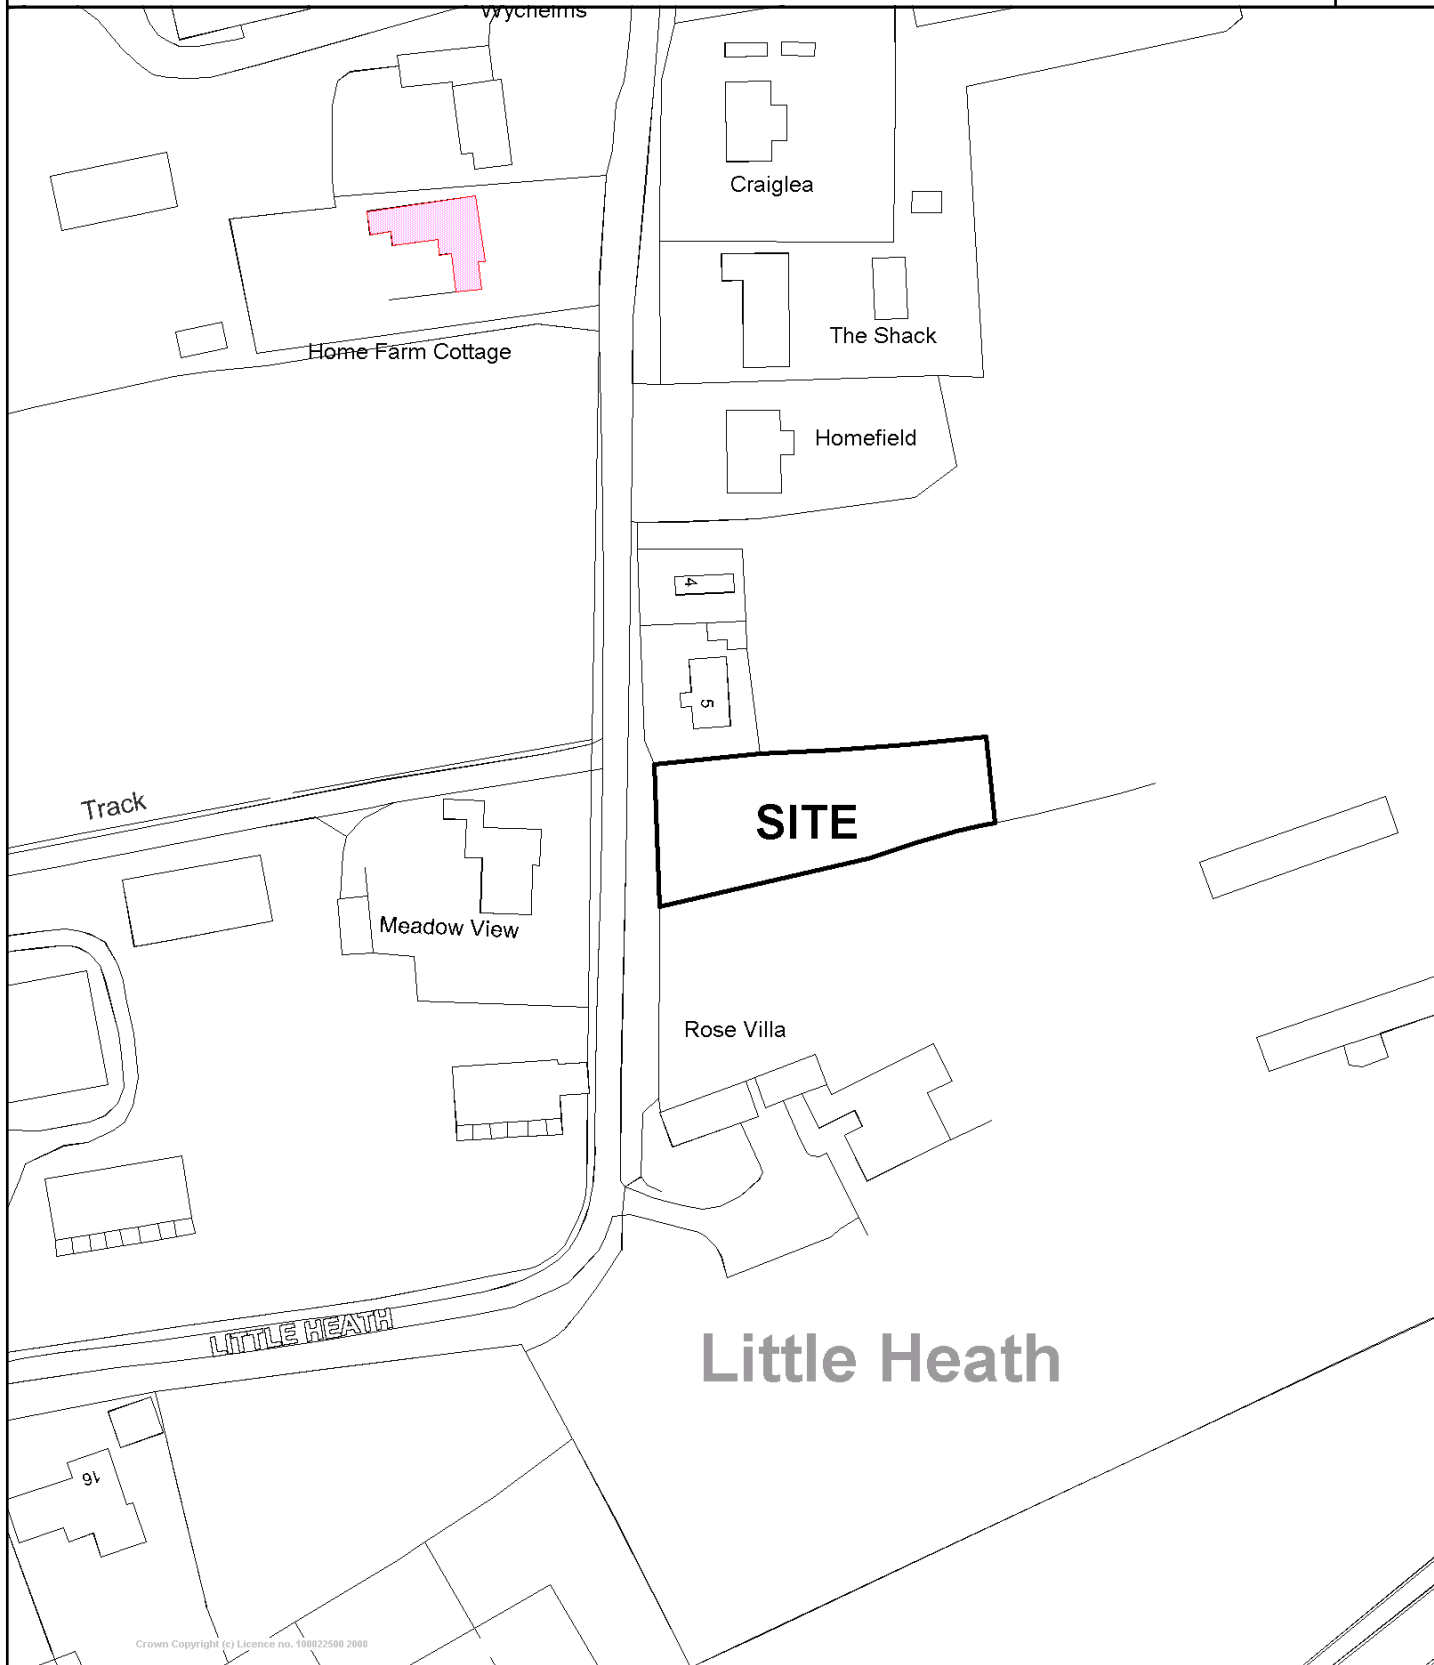 Wychelms
Craiglea
The Shack
Home Farm Cottage
Homefield
4
5
Track
SITE
Meadow View
Rose Villa
LITTLE HEATH
Little Heath
16
Crown Copyright (c) Licence no. 100022500 2008